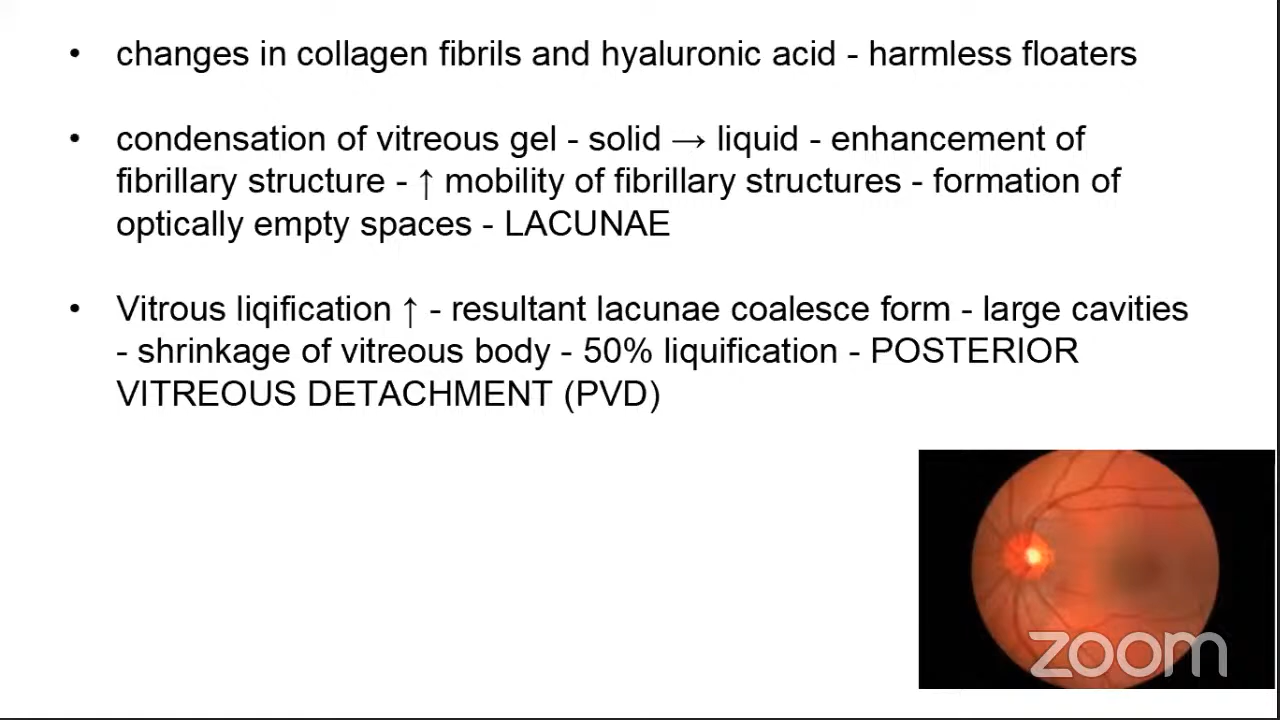 • changes in collagen fibrils and hyaluronic acid - harmless floaters
• condensation of vitreous gel - solid → liquid - enhancement of
fibrillary structure - ↑ mobility of fibrillary structures - formation of
optically empty spaces - LACUNAE
• Vitrous liqification ↑ - resultant lacunae coalesce form - large cavities
- shrinkage of vitreous body - 50% liquification - POSTERIOR
VITREOUS DETACHMENT (PVD)
zoom